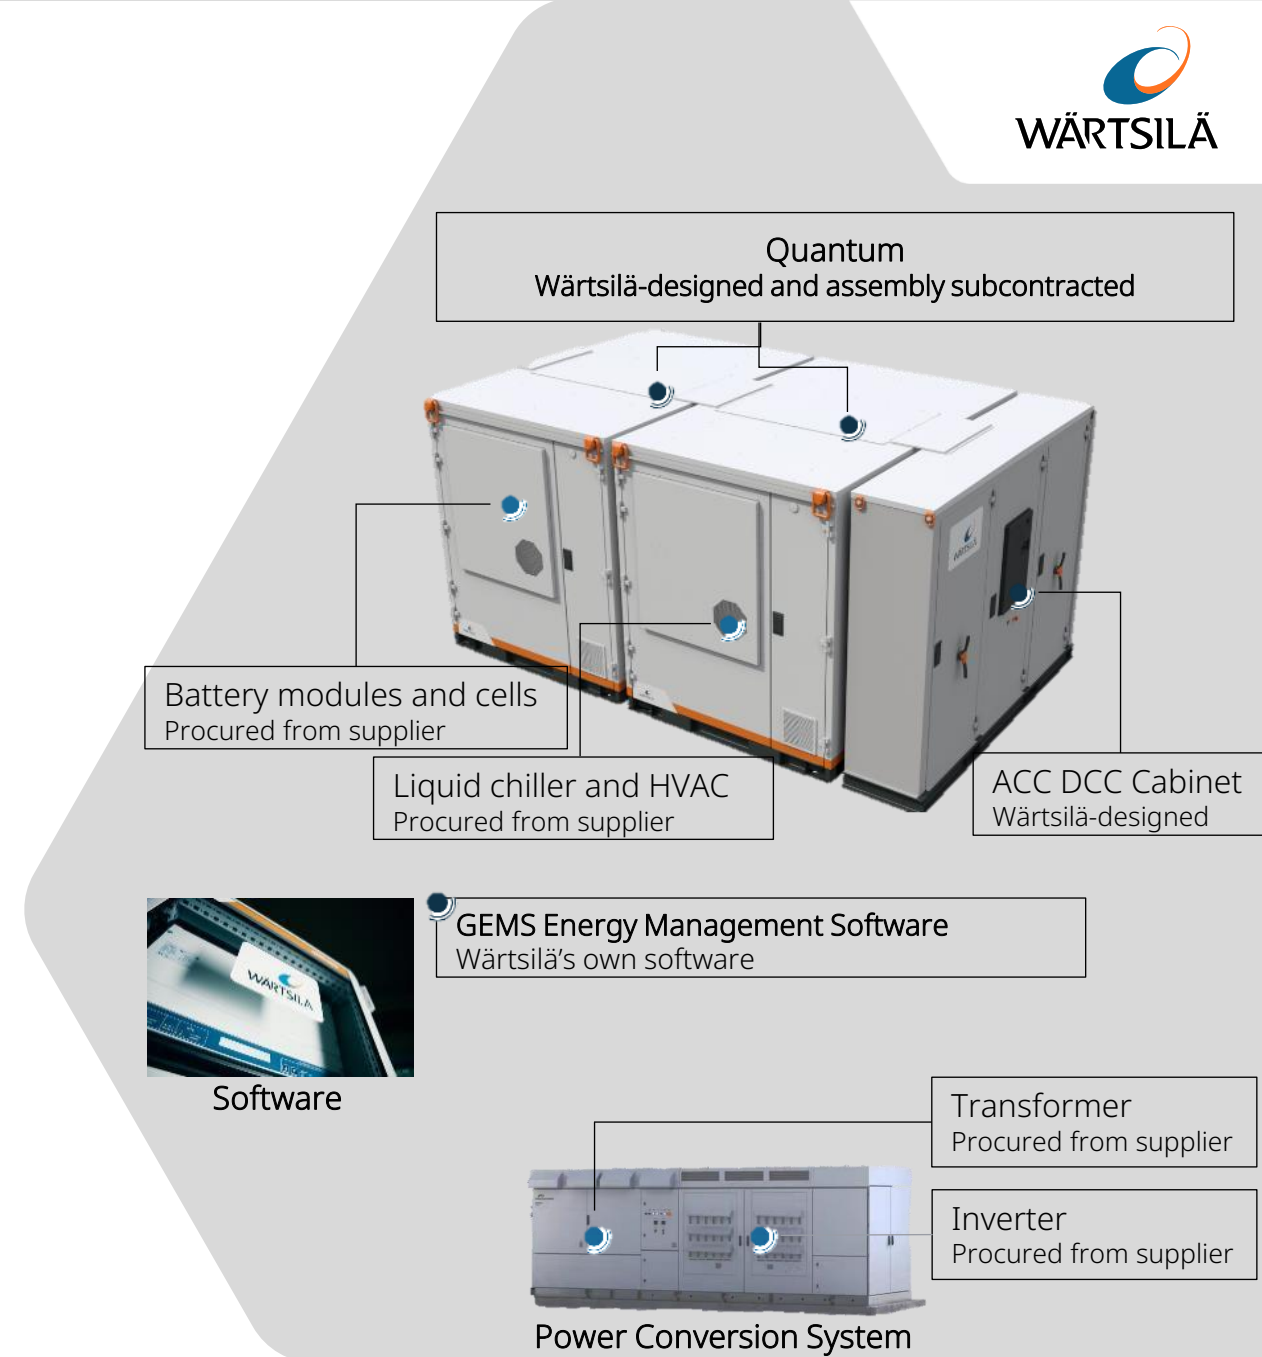 WÄRTSILÄ
Quantum
Wärtsilä-designed and assembly subcontracted
WÄRTSILÄ
Battery modules and cells
Procured from supplier
Liquid chiller and HVAC
Procured from supplier
ACC DCC Cabinet
Wärtsilä-designed
GEMS Energy Management Software
Wärtsilä’s own software
WÄRTSILÄ
Software
Transformer
Procured from supplier
Inverter
Procured from supplier
Power Conversion System